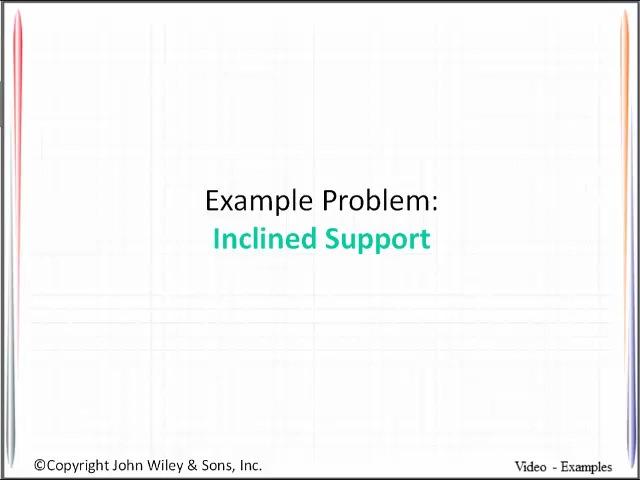 Example Problem:
Inclined Support
©Copyright John Wiley & Sons, Inc.
Video - Examples